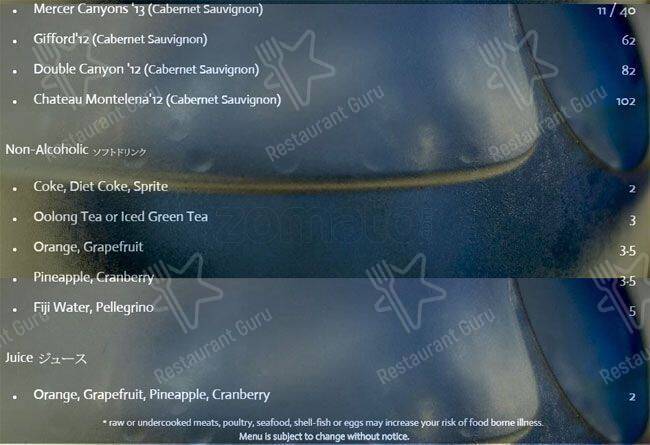 Mercer Canyons '13 (Cabernet Sauvignon) 11 / 40
Gifford'12 (Cabernet Sauvignon) 62
Double Canyon '12 (Cabernet Sauvignon) 82
Chateau Montelena'12 (Cabernet Sauvignon) 102
Non-Alcoholic ソフトドリンク
Coke, Diet Coke, Sprite 2
Oolong Tea or Iced Green Tea 3
Orange, Grapefruit 3.5
Pineapple, Cranberry 3.5
Fiji Water, Pellegrino 5
Juice ジュース
Orange, Grapefruit, Pineapple, Cranberry 2
* raw or undercooked meats, poultry, seafood, shell-fish or eggs may increase your risk of food borne illness.
Menu is subject to change without notice.
Restaurant Guru
Restaurant Guru
Restaurant Guru
Restaurant Guru
Restaurant Guru
Restaurant Guru
zomato